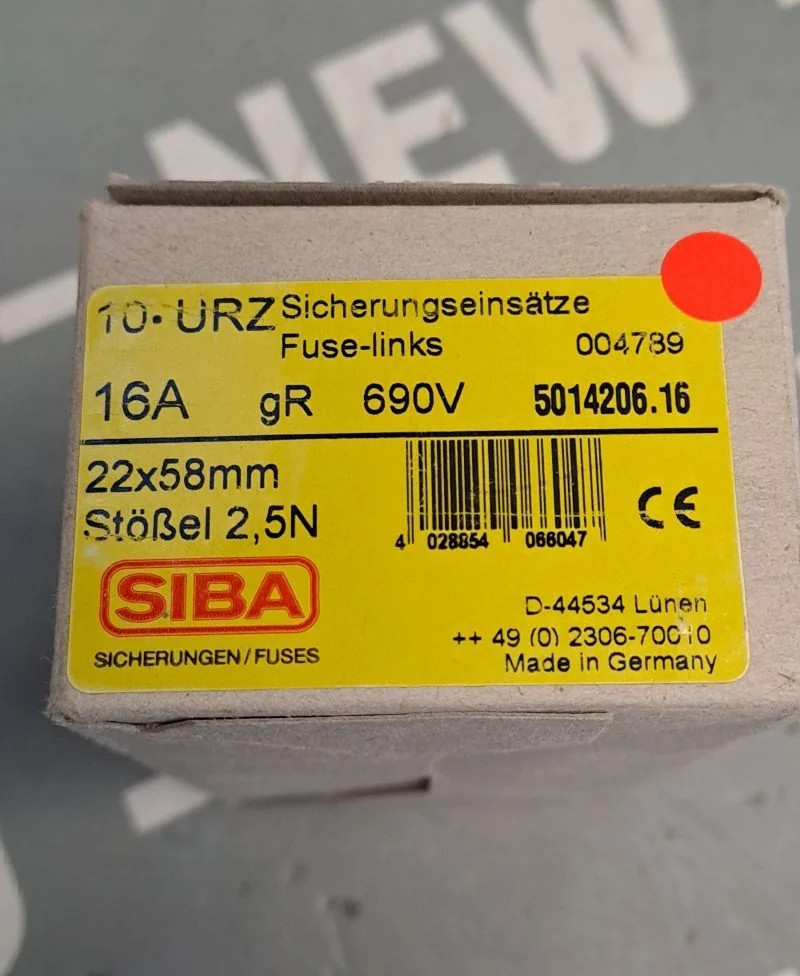 NEW
10• URZ Sicherungseinsätze
Fuse-links 004789
16A gR 690V 5014206.16
22x58mm
Stößel 2,5N
4 028854 066047
CE
SIBA
SICHERUNGEN/FUSES
D-44534 Lünen
++ 49 (0) 2306-70010
Made in Germany